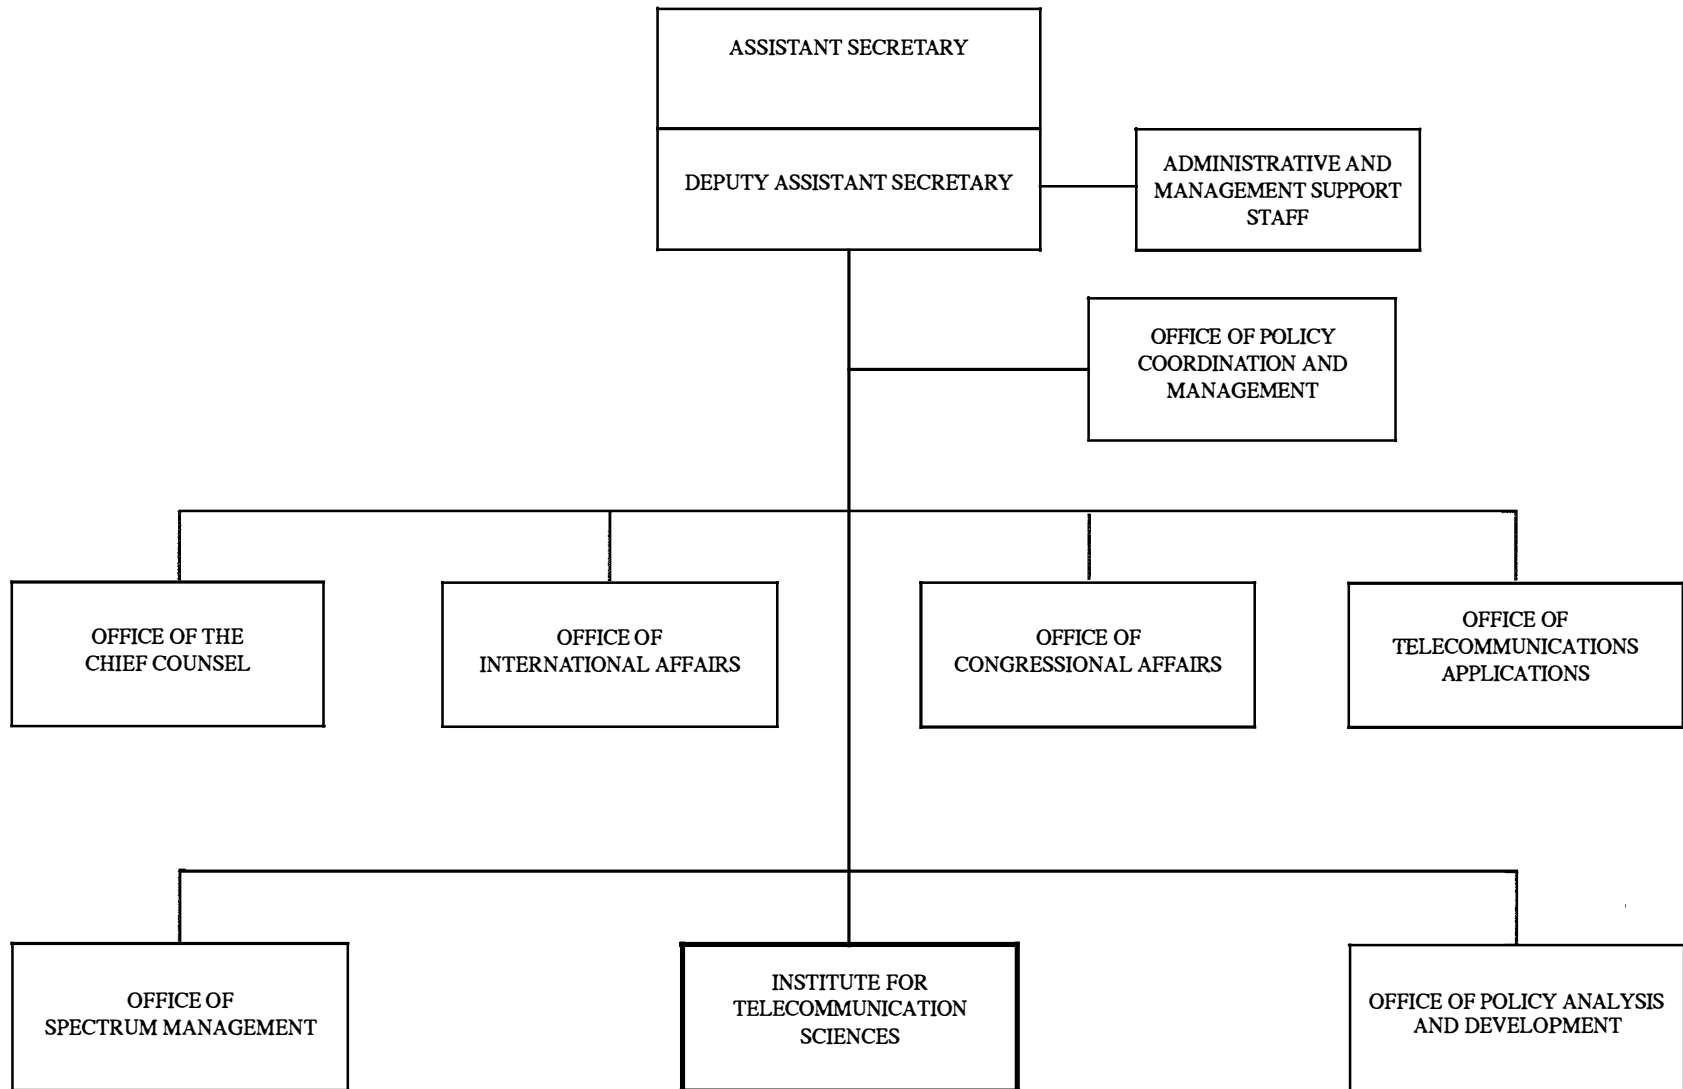 ASSISTANT SECRETARY
DEPUTY ASSISTANT SECRETARY
ADMINISTRATIVE AND
MANAGEMENT SUPPORT
STAFF
OFFICE OF POLICY
COORDINATION AND
MANAGEMENT
OFFICE OF THE
CHIEF COUNSEL
OFFICE OF
INTERNATIONAL AFFAIRS
OFFICE OF
CONGRESSIONAL AFFAIRS
OFFICE OF
TELECOMMUNICATIONS
APPLICATIONS
OFFICE OF
SPECTRUM MANAGEMENT
INSTITUTE FOR
TELECOMMUNICATION
SCIENCES
OFFICE OF POLICY ANALYSIS
AND DEVELOPMENT